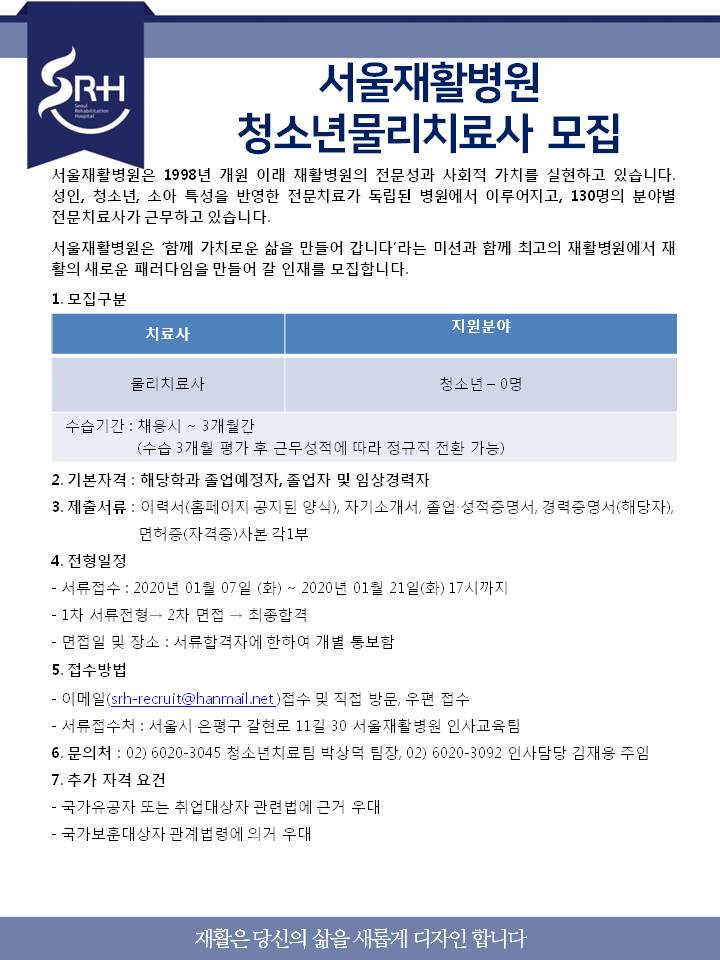 SRH
Seoul
Rehabilitation
Hospital
서울재활병원
청소년물리치료사 모집
서울재활병원은 1998년 개원 이래 재활병원의 전문성과 사회적 가치를 실현하고 있습니다.
성인, 청소년, 소아 특성을 반영한 전문치료가 독립된 병원에서 이루어지고, 130명의 분야별
전문치료사가 근무하고 있습니다.
서울재활병원은 ‘함께 가치로운 삶을 만들어 갑니다’라는 미션과 함께 최고의 재활병원에서 재
활의 새로운 패러다임을 만들어 갈 인재를 모집합니다.
1. 모집구분
치료사 지원분야
물리치료사 청소년 – 0명
수습기간 : 채용시 ~ 3개월간
(수습 3개월 평가 후 근무성적에 따라 정규직 전환 가능)
2. 기본자격 : 해당학과 졸업예정자, 졸업자 및 임상경력자
3. 제출서류 : 이력서(홈페이지 공지된 양식), 자기소개서, 졸업·성적증명서, 경력증명서(해당자),
면허증(자격증)사본 각1부
4. 전형일정
- 서류접수 : 2020년 01월 07일 (화) ~ 2020년 01월 21일(화) 17시까지
- 1차 서류전형→ 2차 면접 → 최종합격
- 면접일 및 장소 : 서류합격자에 한하여 개별 통보함
5. 접수방법
- 이메일(srh-recruit@hanmail.net )접수 및 직접 방문, 우편 접수
- 서류접수처 : 서울시 은평구 갈현로 11길 30 서울재활병원 인사교육팀
6. 문의처 : 02) 6020-3045 청소년치료팀 박상덕 팀장, 02) 6020-3092 인사담당 김재용 주임
7. 추가 자격 요건
- 국가유공자 또는 취업대상자 관련법에 근거 우대
- 국가보훈대상자 관계법령에 의거 우대
재활은 당신의 삶을 새롭게 디자인 합니다